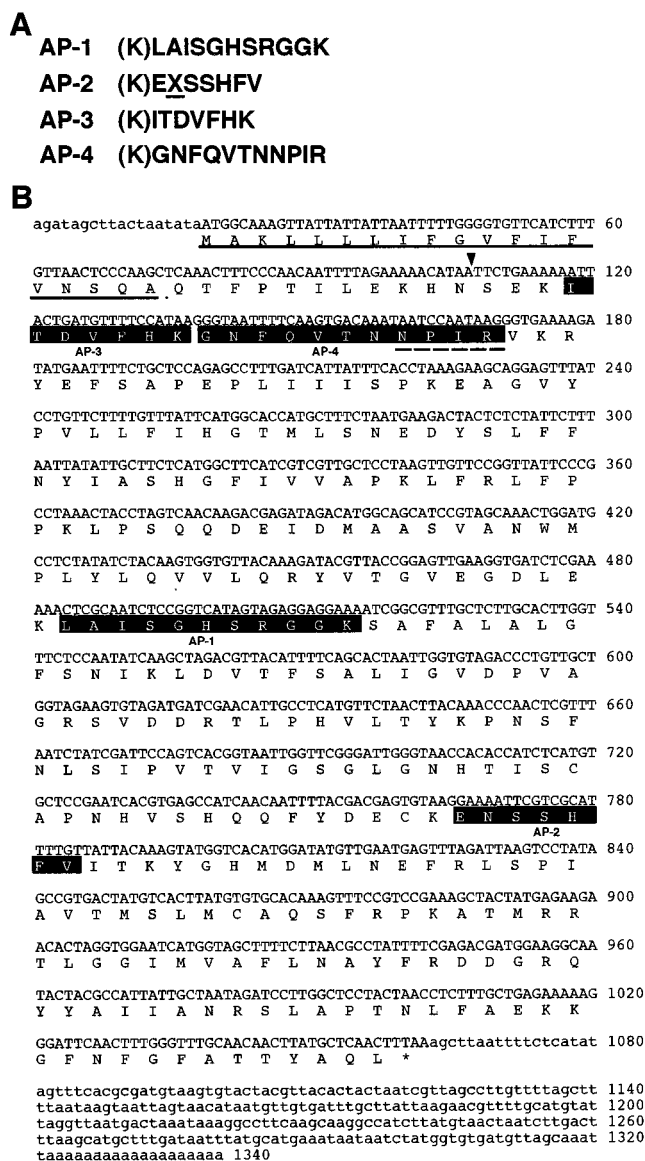 A
AP-1 (K)LAISGHSRGGK
AP-2 (K)EXSSHFV
AP-3 (K)ITDVFHK
AP-4 (K)GNFQVTNNPIR
B
agatagcttactaatataATGGCAAAGTTATTATTATTAATTTTTGGGGTGTTCATCTTT 60
M A K L L L L I F G V F I F
GTTAACTCCCAAGCTCAAACTTTCCCAACAATTTTAGAAAAACATAATTCTGAAAAAATT 120
V N S Q A Q T F P T I L E K H N S E K I
ACTGATGTTTTCCATAAGGGTAATTTTCAAGTGACAAATAATCCAATAAGGGTGAAAAGA 180
T D V F H K G N F Q V T N N P I R V K R
AP-3 AP-4
TATGAATTTTCTGCTCCAGAGCCTTTGATCATTATTTCACCTAAAGAAGCAGGAGTTTAT 240
Y E F S A P E P L I I I S P K E A G V Y
CCTGTTCTTTTGTTTATTCATGGCACCATGCTTTCTAATGAAGACTACTCTCTATTCTTT 300
P V L L F I H G T M L S N E D Y S L F F
AATTATATTGCTTCTCATGGCTTCATCGTCGTTGCTCCTAAGTTGTTCCGGTTATTCCCG 360
N Y I A S H G F I V V A P K L F R L F P
CCTAAACTACCTAGTCAACAAGACGAGATAGACATGGCAGCATCCGTAGCAAACTGGATG 420
P K L P S Q Q D E I D M A A S V A N W M
CCTCTATATCTACAAGTGGTGTTACAAAGATACGTTACCGGAGTTGAAGGTGATCTCGAA 480
P L Y L Q V V L Q R Y V T G V E G D L E
AAACTCGCAATCTCCGGTCATAGTAGAGGAGGAAAATCGGCGTTTGCTCTTGCACTTGGT 540
K L A I S G H S R G G K S A F A L A L G
AP-1
TTCTCCAATATCAAGCTAGACGTTACATTTTCAGCACTAATTGGTGTAGACCCTGTTGCT 600
F S N I K L D V T F S A L I G V D P V A
GGTAGAAGTGTAGATGATCGAACATTGCCTCATGTTCTAACTTACAAACCCAACTCGTTT 660
G R S V D D R T L P H V L T Y K P N S F
AATCTATCGATTCCAGTCACGGTAATTGGTTCGGGATTGGGTAACCACACCATCTCATGT 720
N L S I P V T V I G S G L G N H T I S C
GCTCCGAATCACGTGAGCCATCAACAATTTTACGACGAGTGTAAGGAAAATTCGTCGCAT 780
A P N H V S H Q Q F Y D E C K E N S S H
AP-2
TTTGTTATTACAAAGTATGGTCACATGGATATGTTGAATGAGTTTAGATTAAGTCCTATA 840
F V I T K Y G H M D M L N E F R L S P I
GCCGTGACTATGTCACTTATGTGTGCACAAAGTTTCCGTCCGAAAGCTACTATGAGAAGA 900
A V T M S L M C A Q S F R P K A T M R R
ACACTAGGTGGAATCATGGTAGCTTTTCTTAACGCCTATTTTCGAGACGATGGAAGGCAA 960
T L G G I M V A F L N A Y F R D D G R Q
TACTACGCCATTATTGCTAATAGATCCTTGGCTCCTACTAACCTCTTTGCTGAGAAAAAG 1020
Y Y A I I A N R S L A P T N L F A E K K
GGATTCAACTTTGGGTTTGCAACAACTTATGCTCAACTTTAAagcttaattttctcatat 1080
G F N F G F A T T Y A Q L *
agtttcacgcgatgtaagtgtactacgttacactactaatcgttagccttgttttagctt 1140
ttaataagtaattagtaacataatgttgtgatttgcttattaagaacgttttgcatgtat 1200
taggttaatgactaaataaaggccttcaagcaaggccatcttatgtaactaatcttgact 1260
ttaagcatgctttgataatttatgcatgaaataataatctatggtgtgatgttagcaaat 1320
taaaaaaaaaaaaaaaaaaa 1340